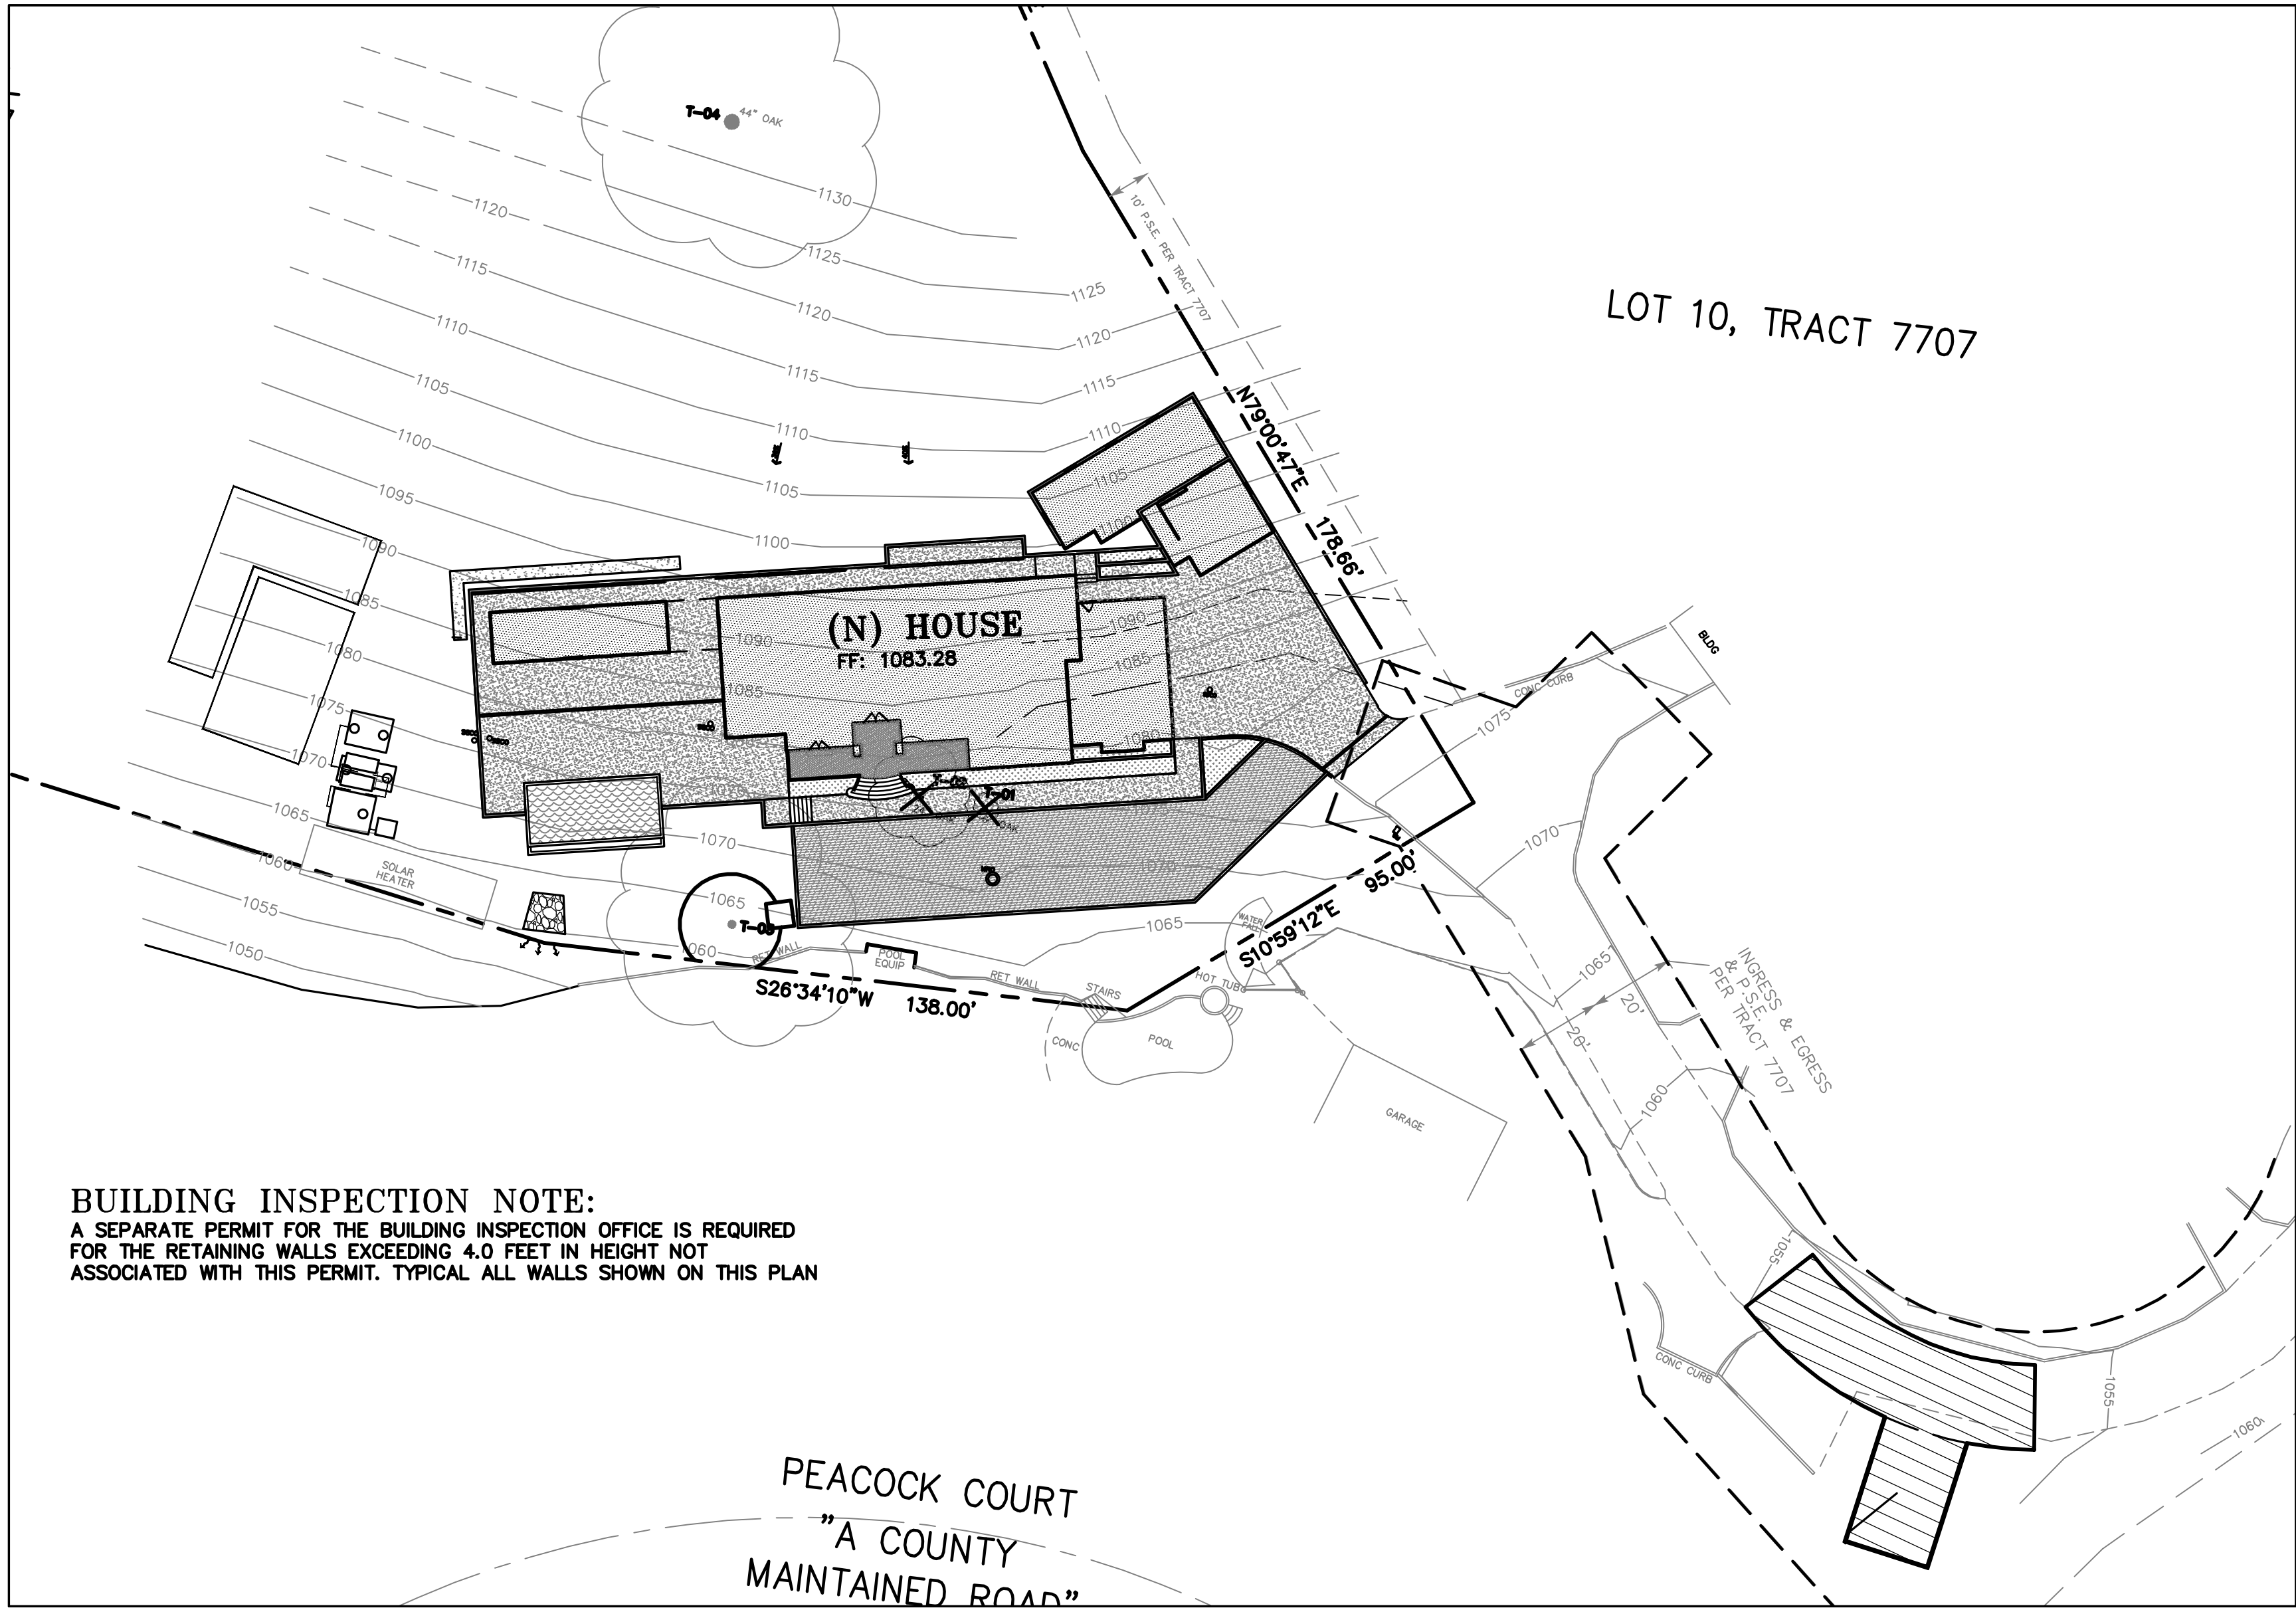 T-04
44" OAK
1130
1120
1125
1115
1125
1120
1120
1110
1115
1115
1105
1110
1110
1100
1105
1105
1095
1100
1100
1090
1085
1080
1075
1070
1065
1060
1055
1050
10' P.S.E. PER TRACT 7707
LOT 10, TRACT 7707
N79°00'47"E 178.66'
(N) HOUSE
FF: 1083.28
1090
1085
1090
1085
1080
1075
BLDG
CONC CURB
1075
1070
T-01
OAK
1070
1070
SOLAR
HEATER
1065
T-03
1060
RET WALL
POOL
EQUIP
RET WALL
STAIRS
HOT TUB
WATER
FALL
1065
S10°59'12"E 95.00'
S26°34'10"W 138.00'
CONC
POOL
GARAGE
1065
20'
20'
INGRESS & EGRESS
& P.S.E.
PER TRACT 7707
1060
1055
CONC CURB
1055
1060
BUILDING INSPECTION NOTE:
A SEPARATE PERMIT FOR THE BUILDING INSPECTION OFFICE IS REQUIRED
FOR THE RETAINING WALLS EXCEEDING 4.0 FEET IN HEIGHT NOT
ASSOCIATED WITH THIS PERMIT. TYPICAL ALL WALLS SHOWN ON THIS PLAN
PEACOCK COURT
"A COUNTY
MAINTAINED ROAD"